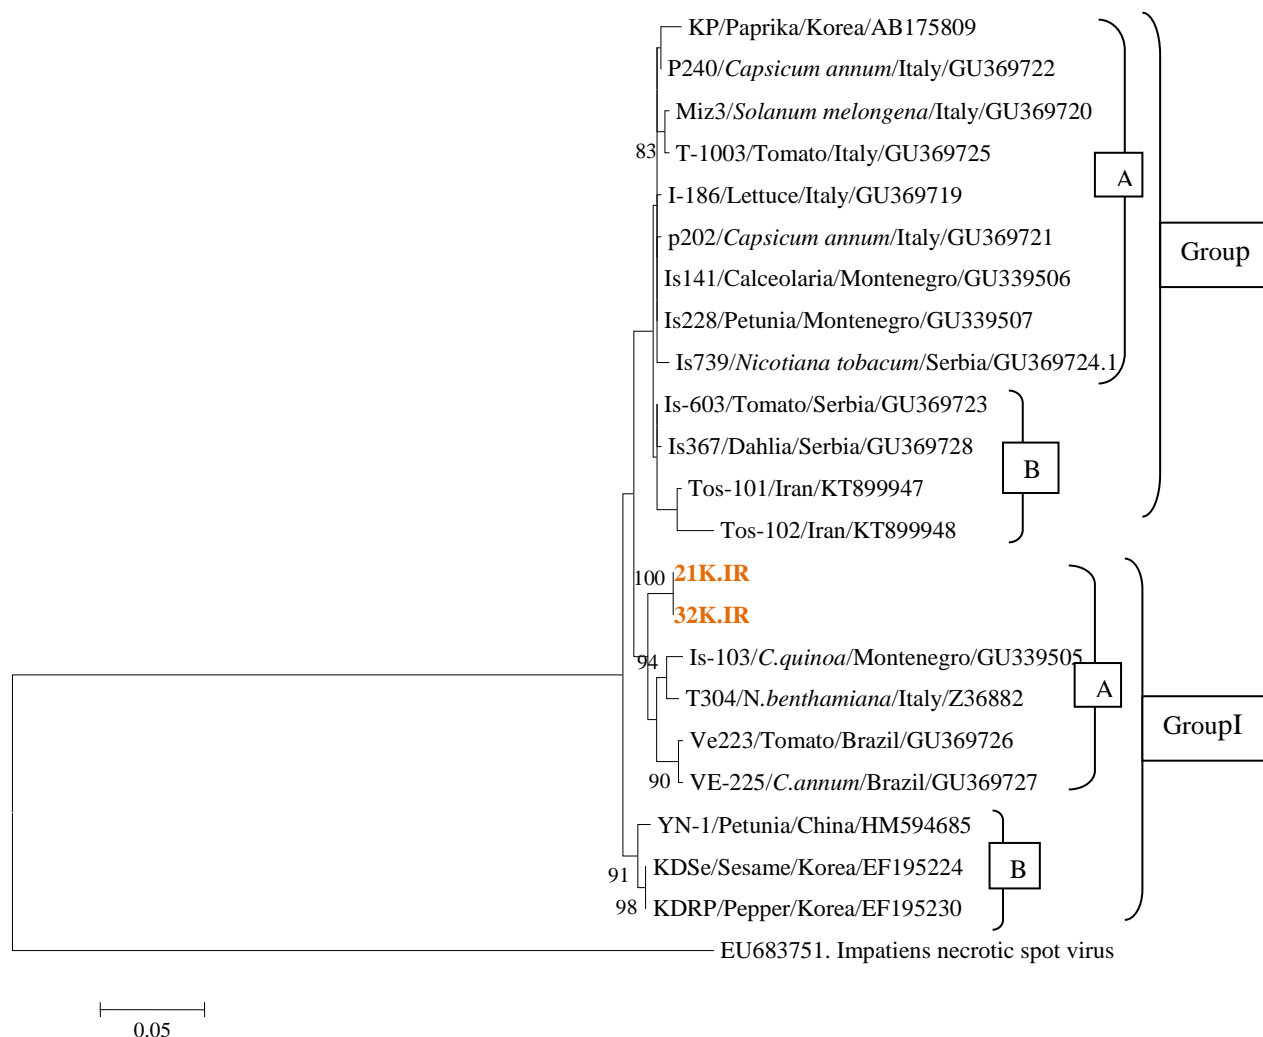 KP/Paprika/Korea/AB175809
P240/Capsicum annum/Italy/GU369722
Miz3/Solanum melongena/Italy/GU369720
83
T-1003/Tomato/Italy/GU369725
A
I-186/Lettuce/Italy/GU369719
p202/Capsicum annum/Italy/GU369721
Group
Is141/Calceolaria/Montenegro/GU339506
Is228/Petunia/Montenegro/GU339507
Is739/Nicotiana tobacum/Serbia/GU369724.1
Is-603/Tomato/Serbia/GU369723
Is367/Dahlia/Serbia/GU369728
B
Tos-101/Iran/KT899947
Tos-102/Iran/KT899948
100
21K.IR
32K.IR
94
Is-103/C.quinoa/Montenegro/GU339505
A
T304/N.benthamiana/Italy/Z36882
GroupI
Ve223/Tomato/Brazil/GU369726
90
VE-225/C.annum/Brazil/GU369727
YN-1/Petunia/China/HM594685
91
KDSe/Sesame/Korea/EF195224
B
98
KDRP/Pepper/Korea/EF195230
EU683751. Impatiens necrotic spot virus
0.05